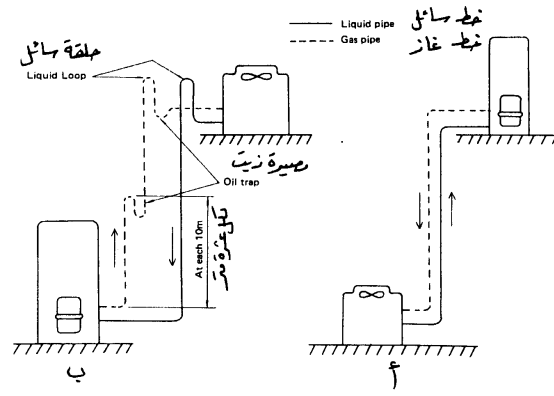 Liquid pipe خط سائل
Gas pipe خط غاز
حلقة سائل
Liquid Loop
مصيدة زيت
Oil trap
At each 10m
لكل عشرة متر
ب
أ